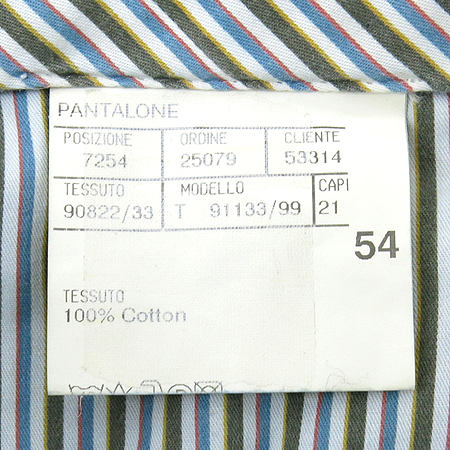 PANTALONE
POSIZIONE ORDINE CLIENTE
7254 25079 53314
TESSUTO MODELLO CAPI
90822/33 T 91133/99 21
54
TESSUTO
100% Cotton